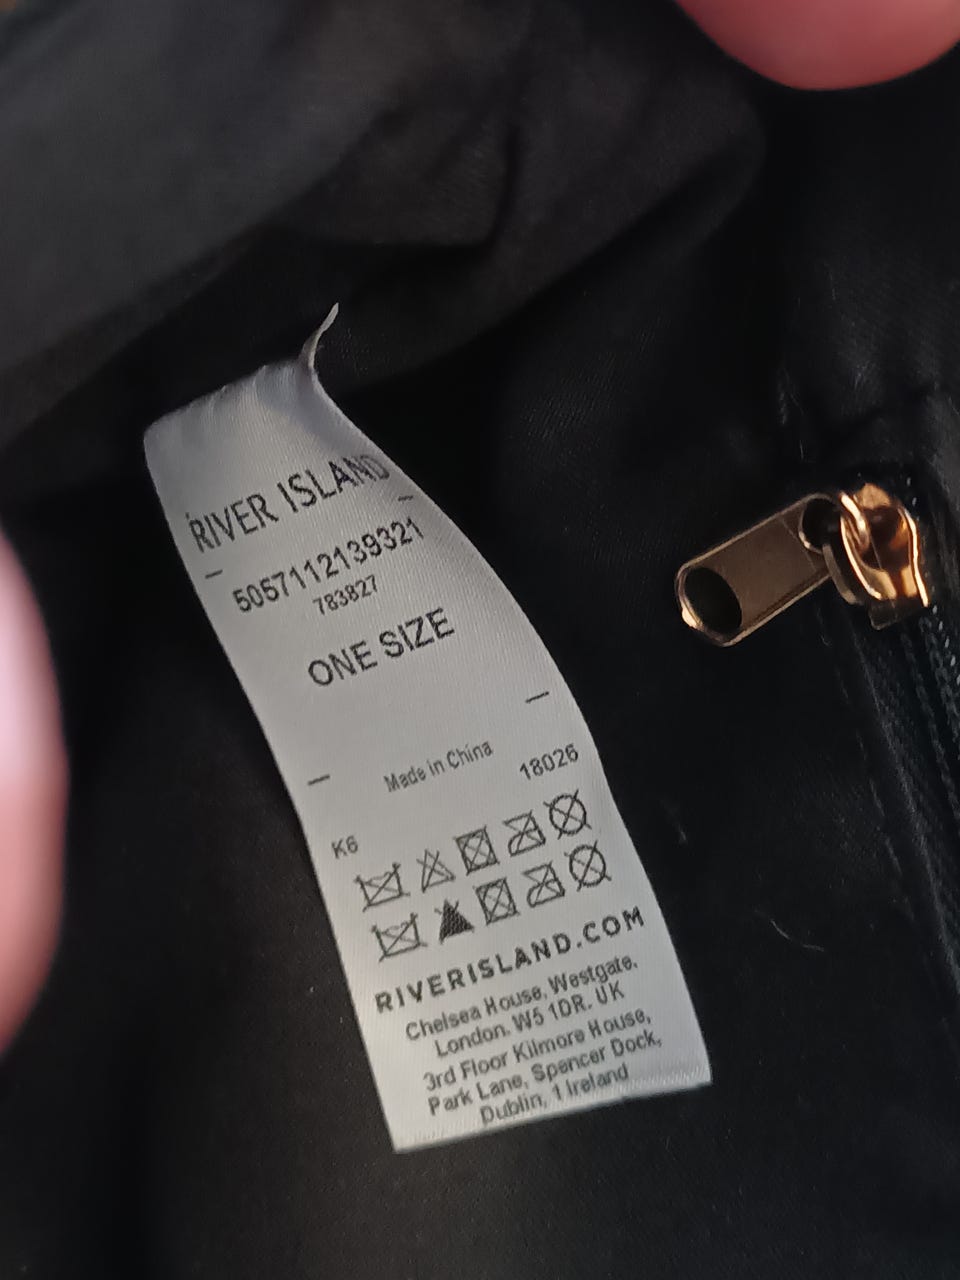 RIVER ISLAND
5057112139321
783827
ONE SIZE
Made in China
18026
K6
RIVERISLAND.COM
Chelsea House, Westgate,
London. W5 1DR. UK
3rd Floor Kilmore House,
Park Lane, Spencer Dock,
Dublin, 1 Ireland